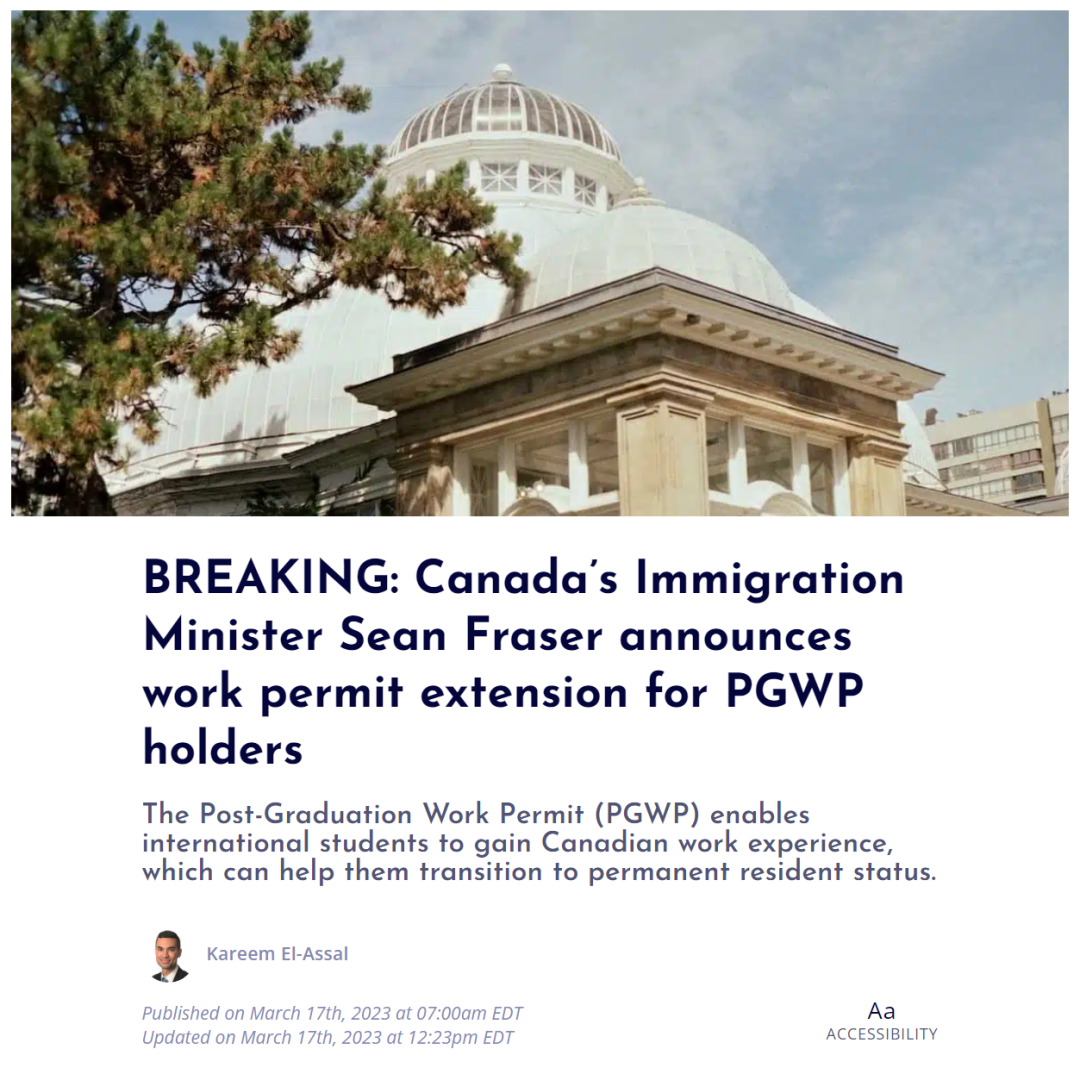 BREAKING: Canada’s Immigration
Minister Sean Fraser announces
work permit extension for PGWP
holders
The Post-Graduation Work Permit (PGWP) enables
international students to gain Canadian work experience,
which can help them transition to permanent resident status.
Kareem El-Assal
Published on March 17th, 2023 at 07:00am EDT
Updated on March 17th, 2023 at 12:23pm EDT
Aa
ACCESSIBILITY